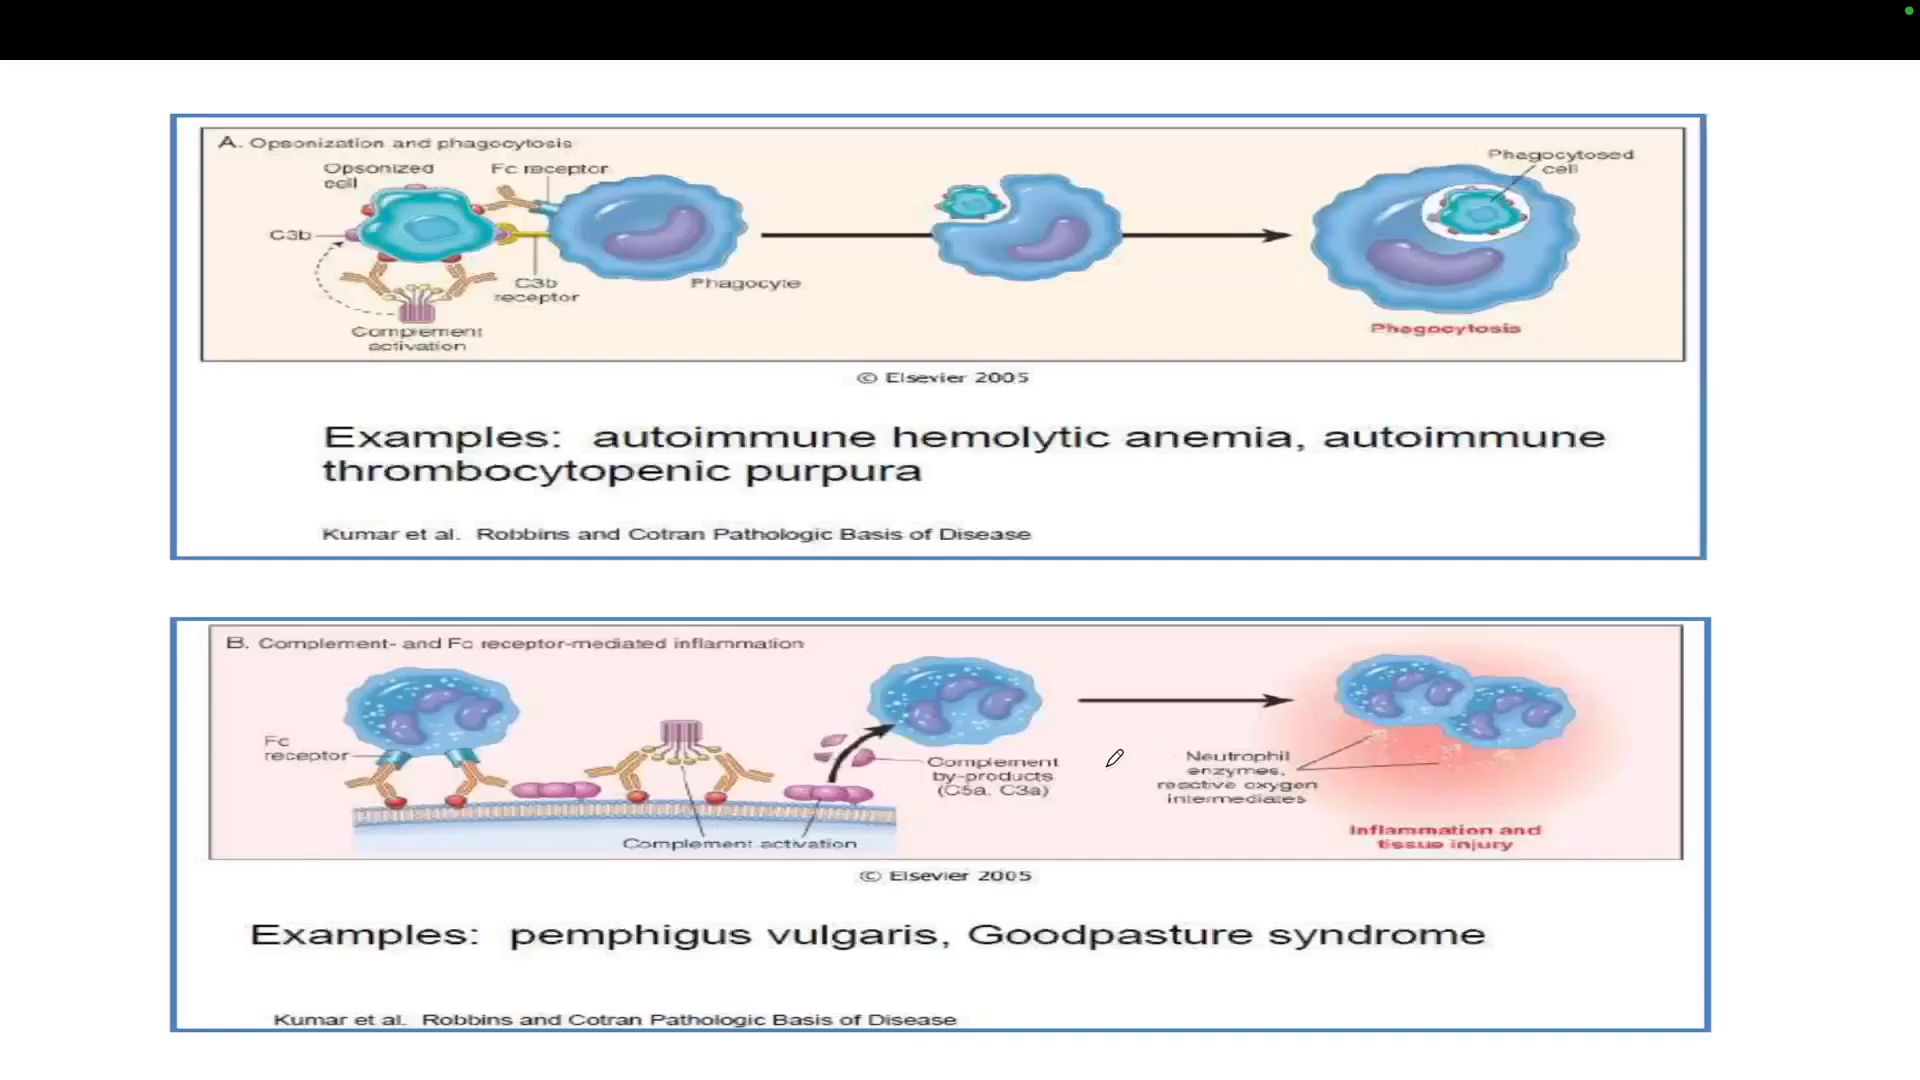 A. Opsonization and phagocytosis
Opsonized
cell
Fc receptor
C3b
C3b
receptor
Phagocyte
Complement
activation
Phagocytosed
cell
Phagocytosis
© Elsevier 2005
Examples: autoimmune hemolytic anemia, autoimmune
thrombocytopenic purpura
Kumar et al. Robbins and Cotran Pathologic Basis of Disease
B. Complement- and Fc receptor-mediated inflammation
Fc
receptor
Complement activation
Complement
by-products
(C5a, C3a)
Neutrophil
enzymes,
reactive oxygen
intermediates
Inflammation and
tissue injury
© Elsevier 2005
Examples: pemphigus vulgaris, Goodpasture syndrome
Kumar et al. Robbins and Cotran Pathologic Basis of Disease